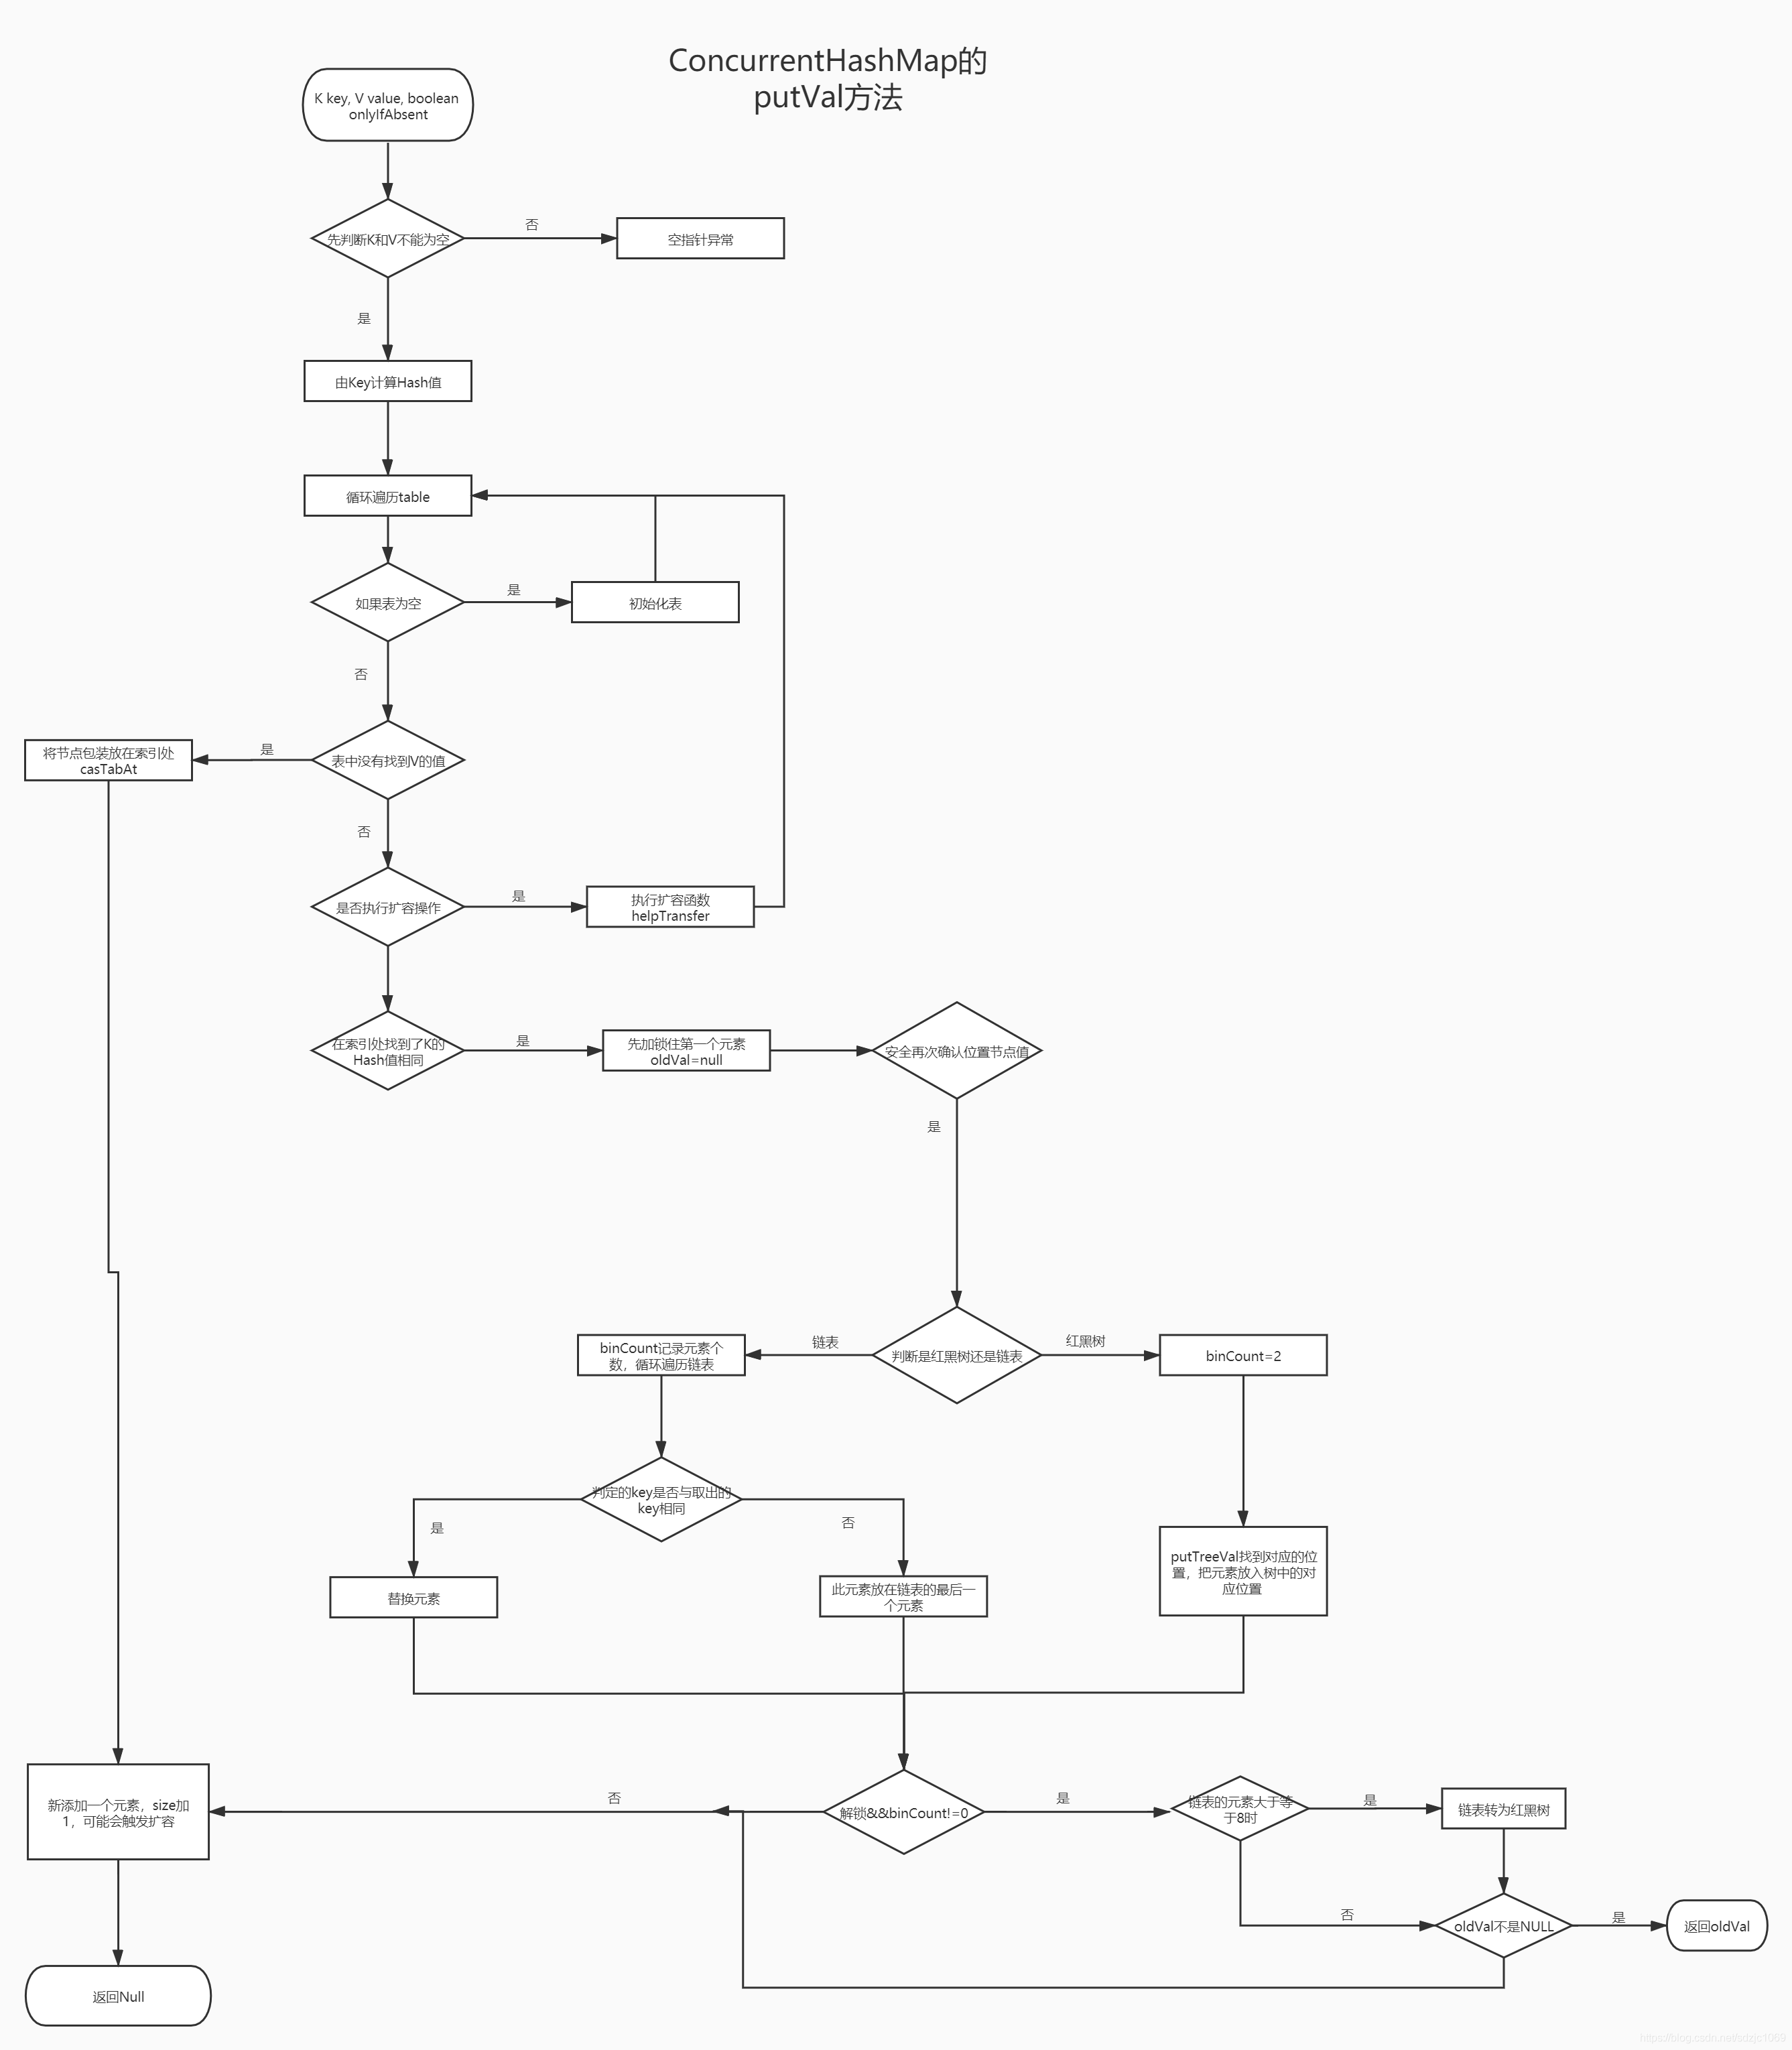 ConcurrentHashMap的
putVal方法
K key, V value, boolean
onlyIfAbsent
先判断K和V不能为空
否
空指针异常
是
由Key计算Hash值
循环遍历table
如果表为空
是
初始化表
否
将节点包装放在索引处
casTabAt
是
表中没有找到V的值
否
是否执行扩容操作
是
执行扩容函数
helpTransfer
在索引处找到了K的
Hash值相同
是
先加锁住第一个元素
oldVal=null
安全再次确认位置节点值
是
binCount记录元素个
数，循环遍历链表
链表
判断是红黑树还是链表
红黑树
binCount=2
判定的key是否与取出的
key相同
是
否
替换元素
此元素放在链表的最后一
个元素
putTreeVal找到对应的位
置，把元素放入树中的对
应位置
新添加一个元素，size加
1，可能会触发扩容
否
解锁&&binCount!=0
是
链表的元素大于等
于8时
是
链表转为红黑树
否
oldVal不是NULL
是
返回oldVal
返回Null
https://blog.csdn.net/sdzjc1069